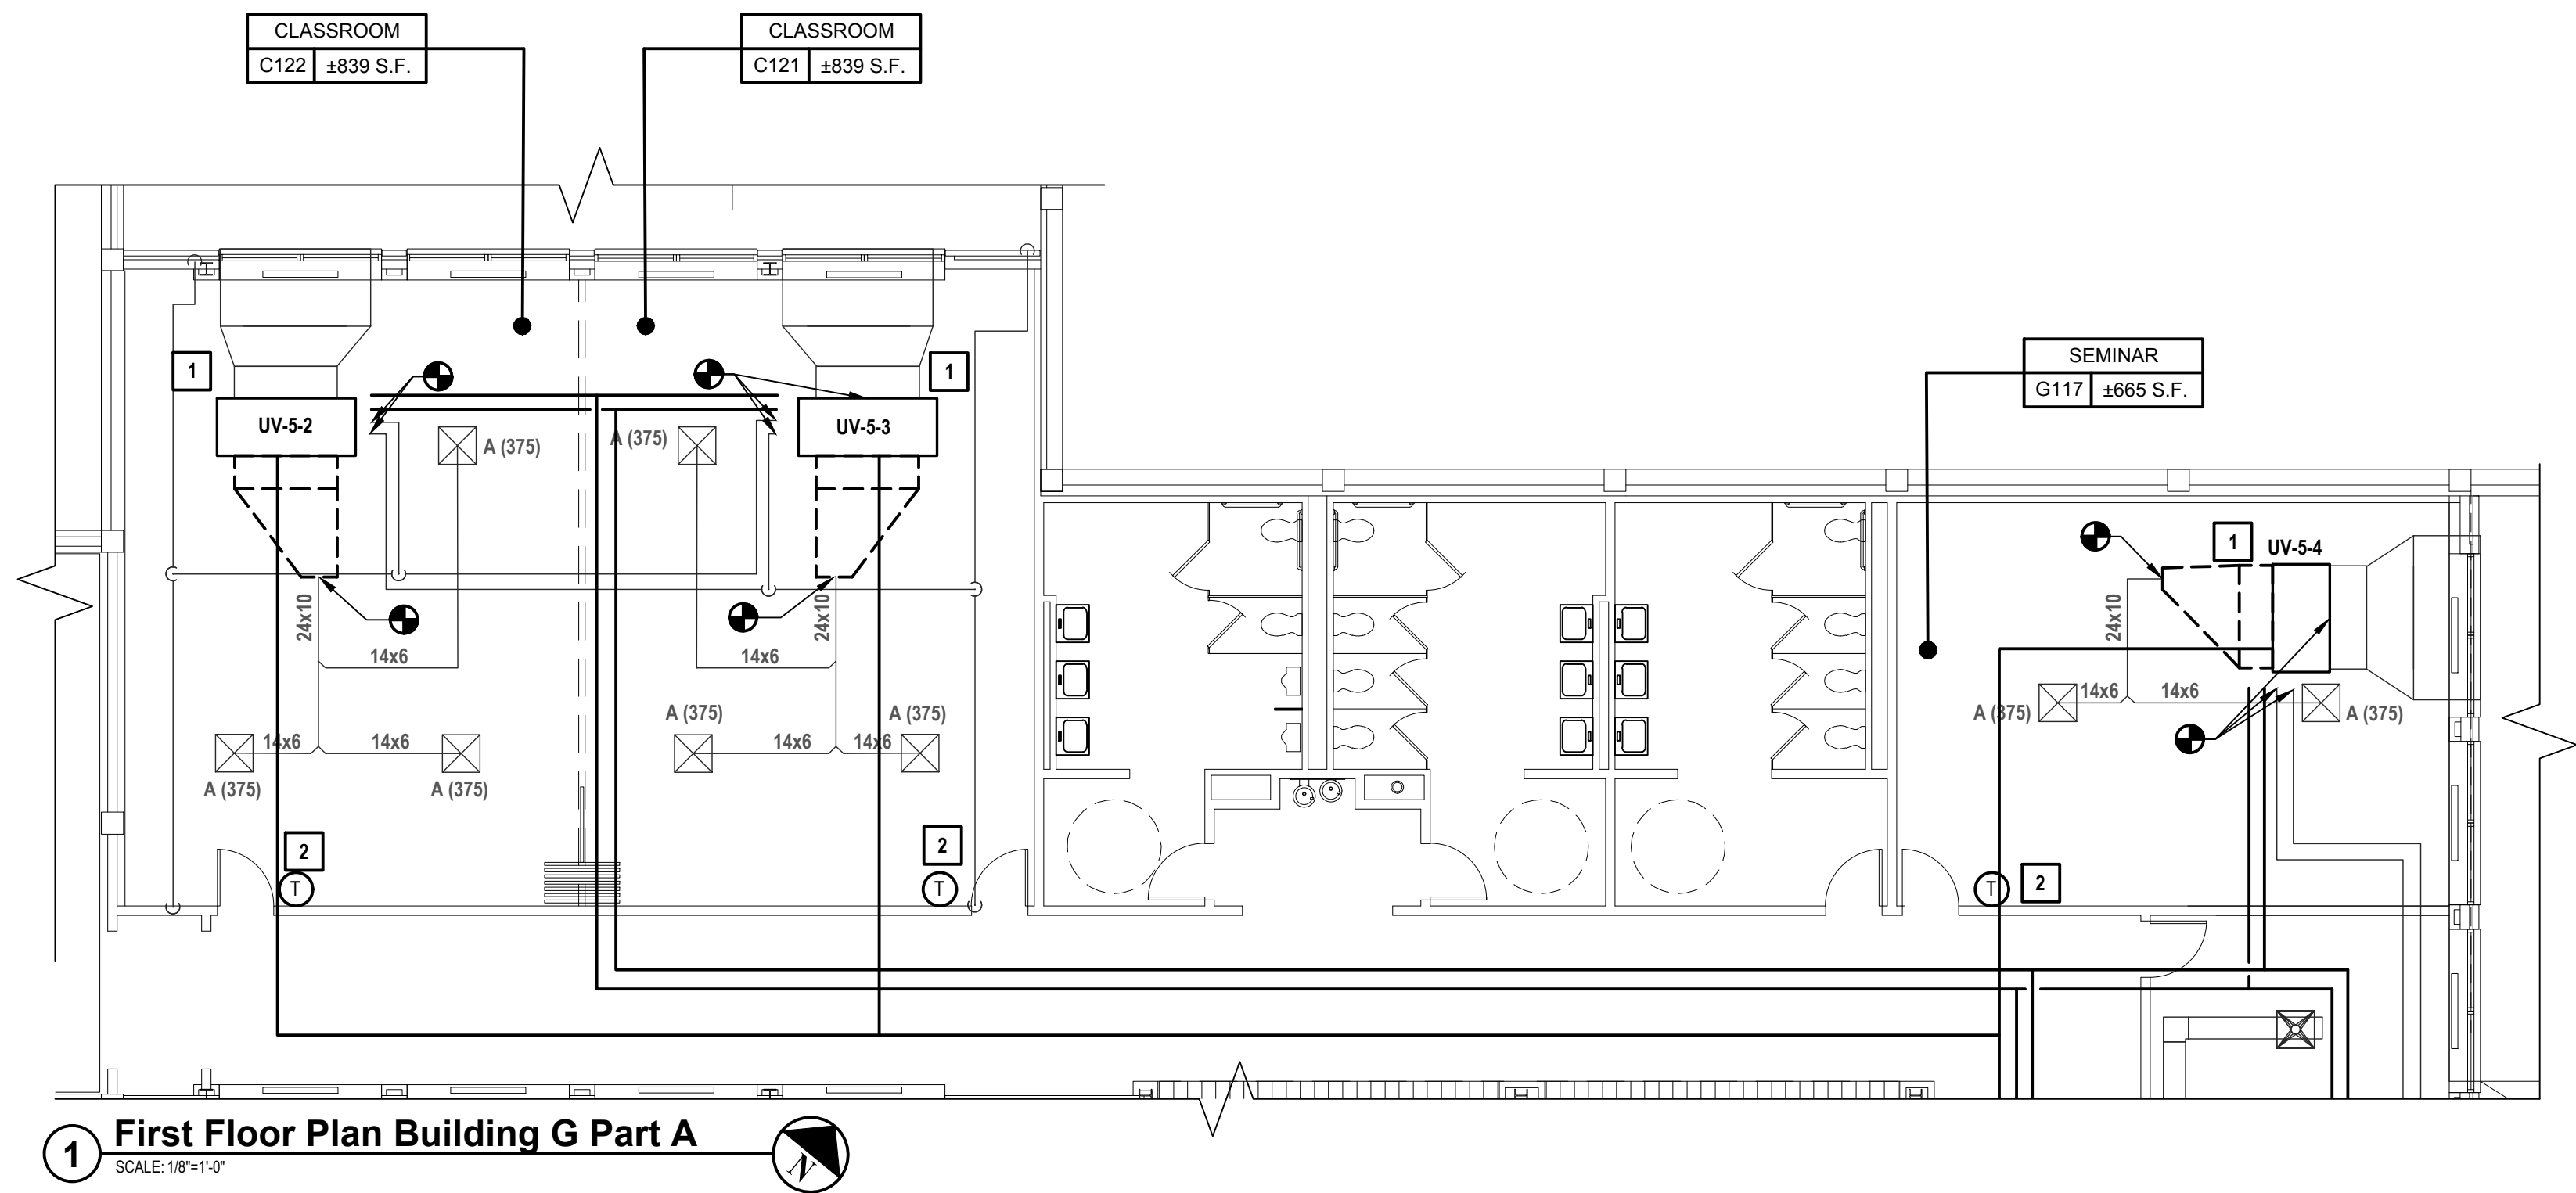 CLASSROOM
C122 ±839 S.F.
CLASSROOM
C121 ±839 S.F.
SEMINAR
G117 ±665 S.F.
1
1
UV-5-2
UV-5-3
A (375)
A (375)
1
UV-5-4
24x10
24x10
24x10
14x6
14x6
14x6
14x6
A (375)
A (375)
A (375)
A (375)
14x6
14x6
14x6
14x6
A (375)
A (375)
2
2
2
T
T
T
1
First Floor Plan Building G Part A
SCALE: 1/8"=1'-0"
N